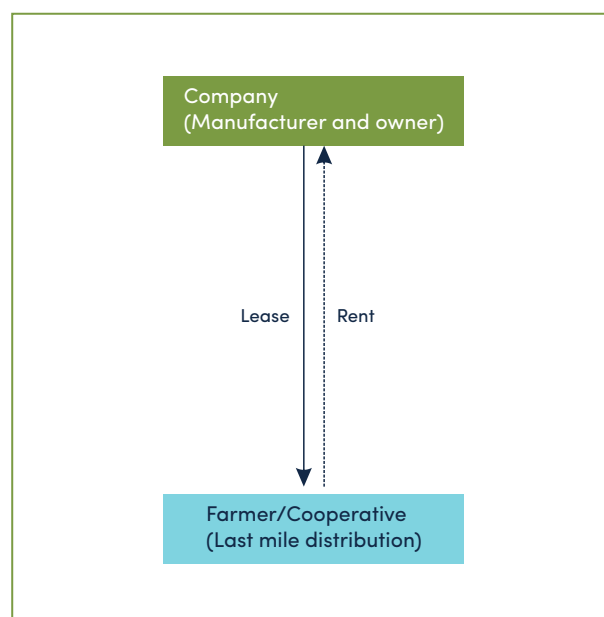 Company
(Manufacturer and owner)
Lease
Rent
Farmer/Cooperative
(Last mile distribution)